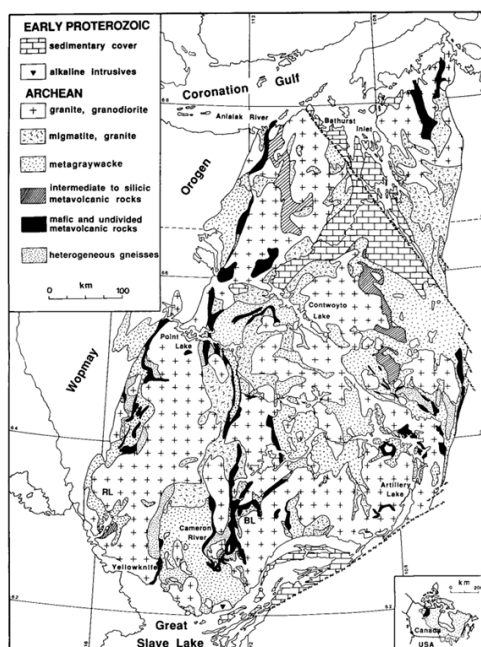 EARLY PROTEROZOIC
sedimentary cover
alkaline intrusives
ARCHEAN
granite, granodiorite
migmatite, granite
metagraywacke
intermediate to silicic
metavolcanic rocks
mafic and undivided
metavolcanic rocks
heterogeneous gneisses
km
0 100
Coronation Gulf
Anialak River
Bathurst
Inlet
Orogen
Contwoyto
Lake
Point
Lake
Wopmay
RL
BL
Artillery
Lake
Cameron
River
Yellowknife
Great
Slave Lake
km
Canada
USA